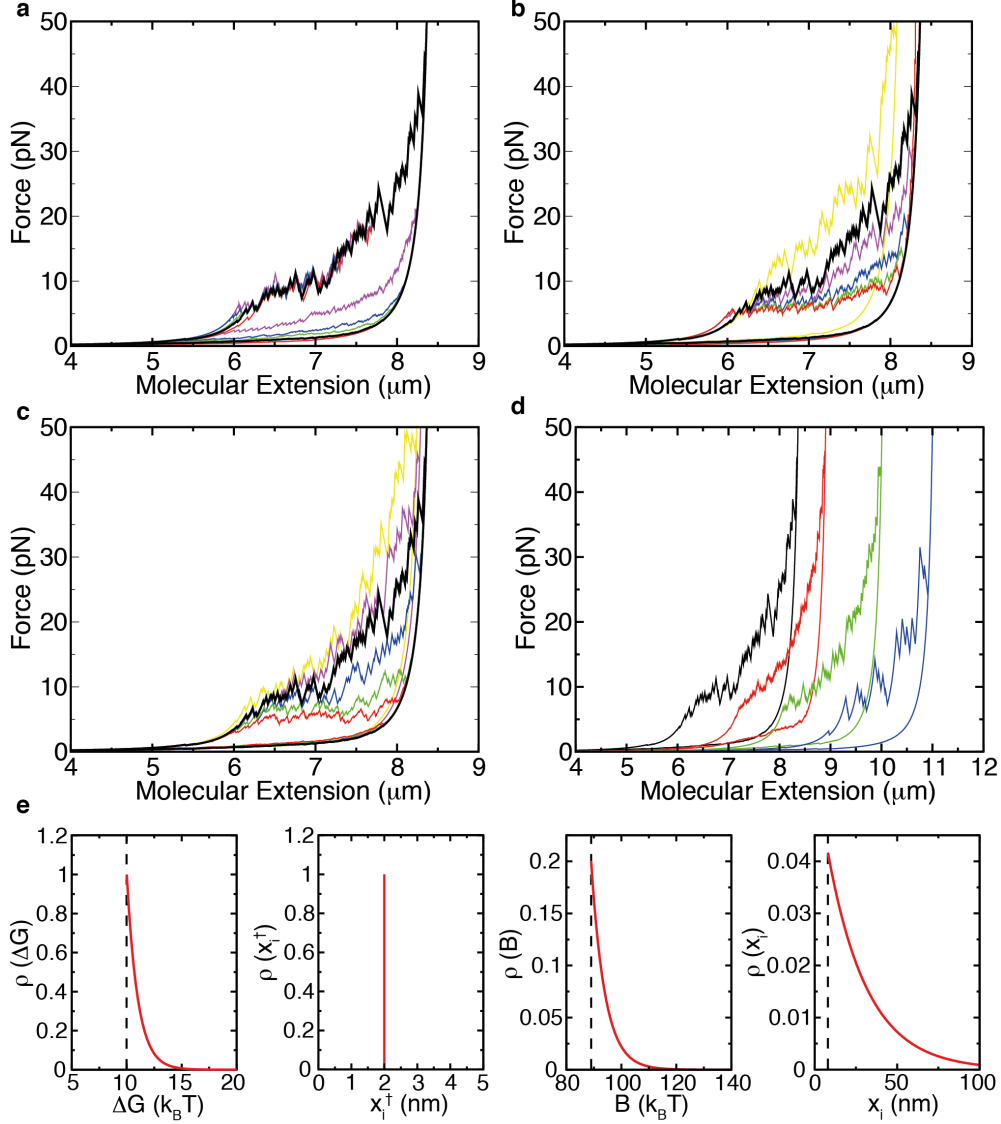 a
50
40
30
20
10
0
Force (pN)
4 5 6 7 8 9
Molecular Extension (μm)
b
50
40
30
20
10
0
Force (pN)
4 5 6 7 8 9
Molecular Extension (μm)
c
50
40
30
20
10
0
Force (pN)
4 5 6 7 8 9
Molecular Extension (μm)
d
50
40
30
20
10
0
Force (pN)
4 5 6 7 8 9 10 11 12
Molecular Extension (μm)
e
1.2
1
0.8
0.6
0.4
0.2
0
ρ (ΔG)
5 10 15 20
ΔG (k_BT)
1.2
1
0.8
0.6
0.4
0.2
0
ρ (x_i†)
0 1 2 3 4 5
x_i† (nm)
0.2
0.15
0.1
0.05
0
ρ (B)
80 100 120 140
B (k_BT)
0.04
0.03
0.02
0.01
0
ρ (x_i)
0 50 100
x_i (nm)